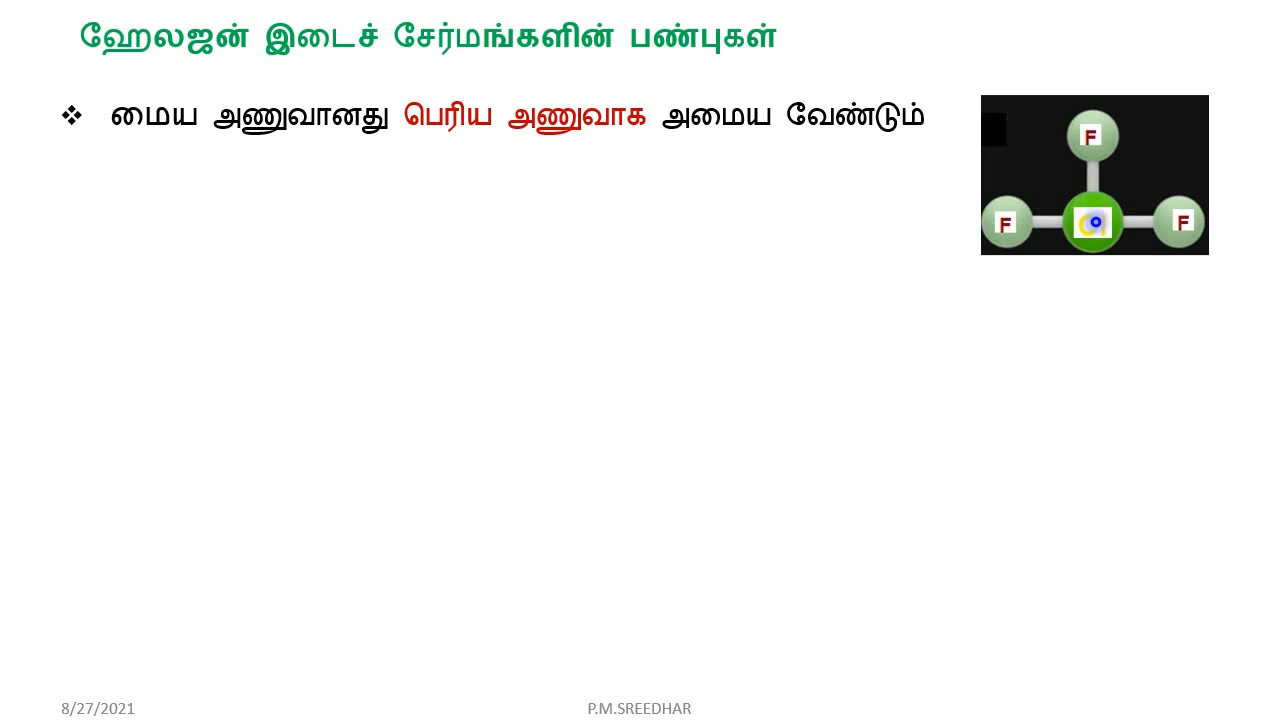 ஹேலஜன் இடைச் சேர்மங்களின் பண்புகள்
❖ மைய அணுவானது பெரிய அணுவாக அமைய வேண்டும்
F
F
F
8/27/2021
P.M.SREEDHAR